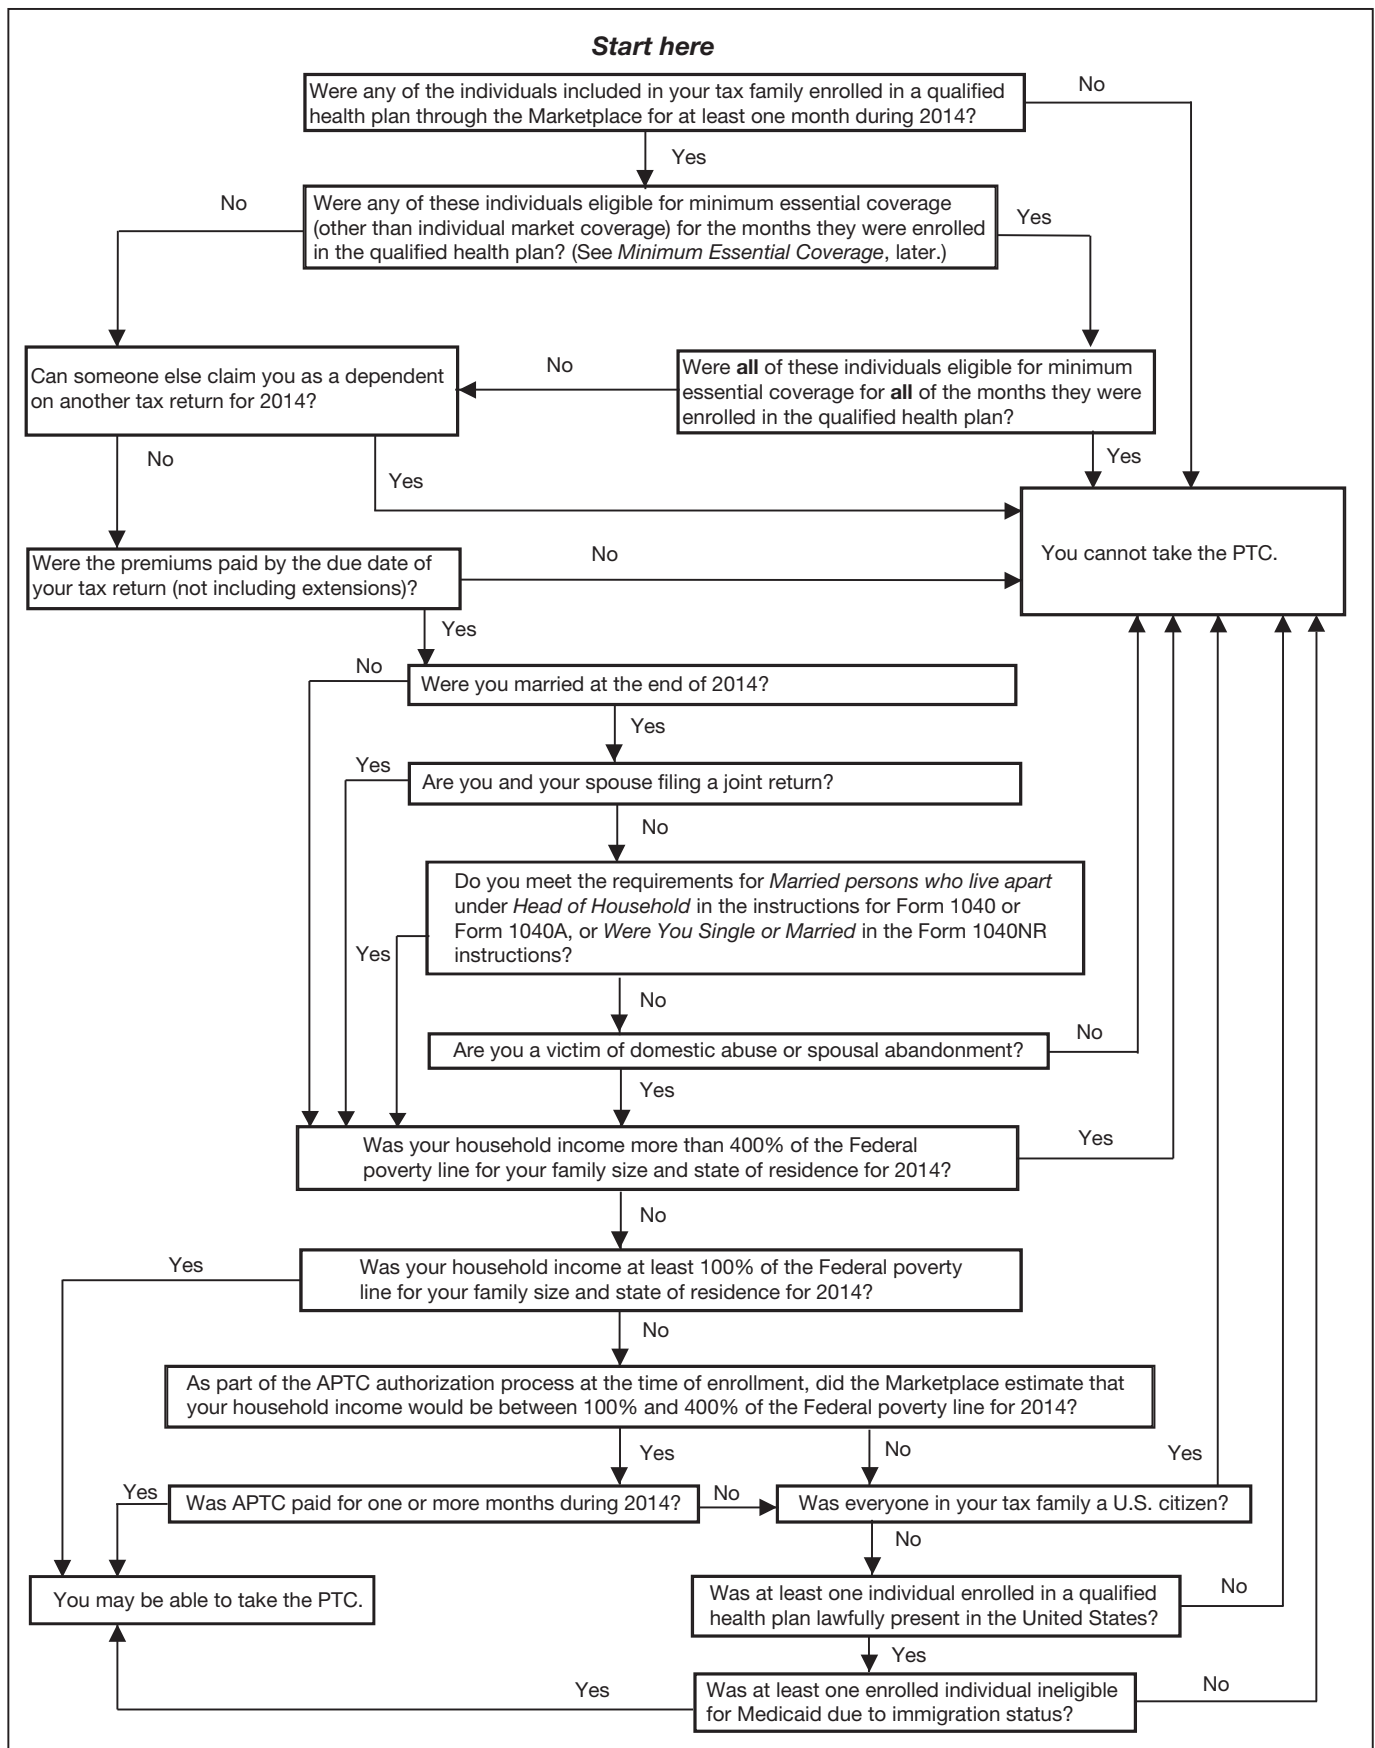 Start here
Were any of the individuals included in your tax family enrolled in a qualified
health plan through the Marketplace for at least one month during 2014?
No
Yes
Were any of these individuals eligible for minimum essential coverage
(other than individual market coverage) for the months they were enrolled
in the qualified health plan? (See Minimum Essential Coverage, later.)
No
Yes
Can someone else claim you as a dependent
on another tax return for 2014?
No
Were all of these individuals eligible for minimum
essential coverage for all of the months they were
enrolled in the qualified health plan?
No
Yes
Yes
You cannot take the PTC.
Were the premiums paid by the due date of
your tax return (not including extensions)?
No
Yes
No
Were you married at the end of 2014?
Yes
Yes
Are you and your spouse filing a joint return?
No
Do you meet the requirements for Married persons who live apart
under Head of Household in the instructions for Form 1040 or
Form 1040A, or Were You Single or Married in the Form 1040NR
instructions?
Yes
No
Are you a victim of domestic abuse or spousal abandonment?
No
Yes
Was your household income more than 400% of the Federal
poverty line for your family size and state of residence for 2014?
Yes
No
Yes
Was your household income at least 100% of the Federal poverty
line for your family size and state of residence for 2014?
No
As part of the APTC authorization process at the time of enrollment, did the Marketplace estimate that
your household income would be between 100% and 400% of the Federal poverty line for 2014?
Yes
No
Yes
Yes
Was APTC paid for one or more months during 2014?
No
Was everyone in your tax family a U.S. citizen?
No
You may be able to take the PTC.
Was at least one individual enrolled in a qualified
health plan lawfully present in the United States?
No
Yes
Yes
Was at least one enrolled individual ineligible
for Medicaid due to immigration status?
No